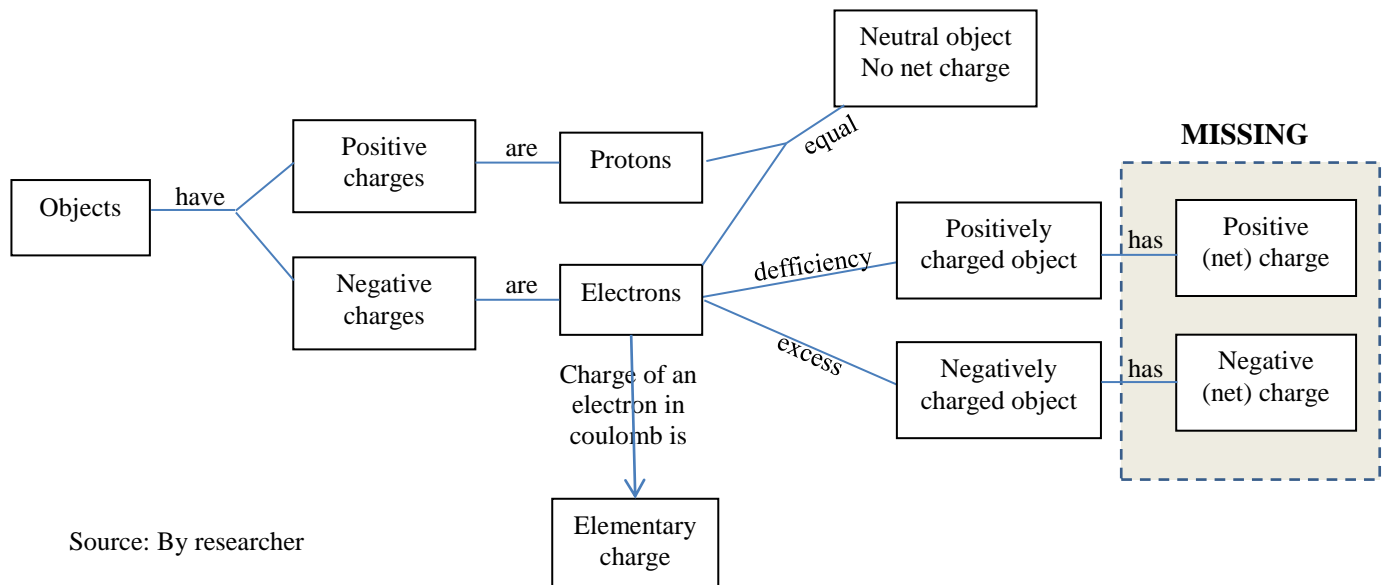 Neutral object
No net charge
MISSING
Positive
charges
are
Protons
equal
Objects
have
Positively
charged object
has
Positive
(net) charge
defficiency
Negative
charges
are
Electrons
excess
Negatively
charged object
has
Negative
(net) charge
Charge of an
electron in
coulomb is
Elementary
charge
Source: By researcher